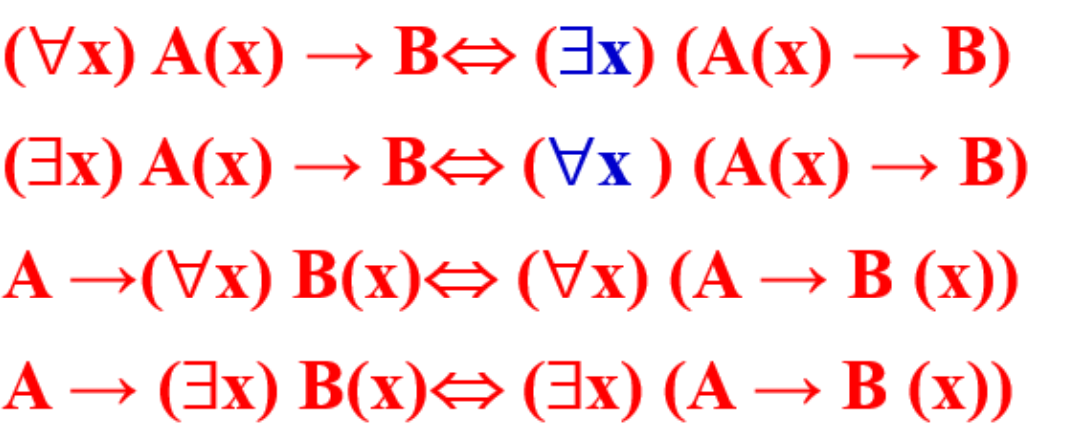 (∀x) A(x) → B⇔ (∃x) (A(x) → B)
(∃x) A(x) → B⇔ (∀x ) (A(x) → B)
A →(∀x) B(x)⇔ (∀x) (A → B (x))
A → (∃x) B(x)⇔ (∃x) (A → B (x))